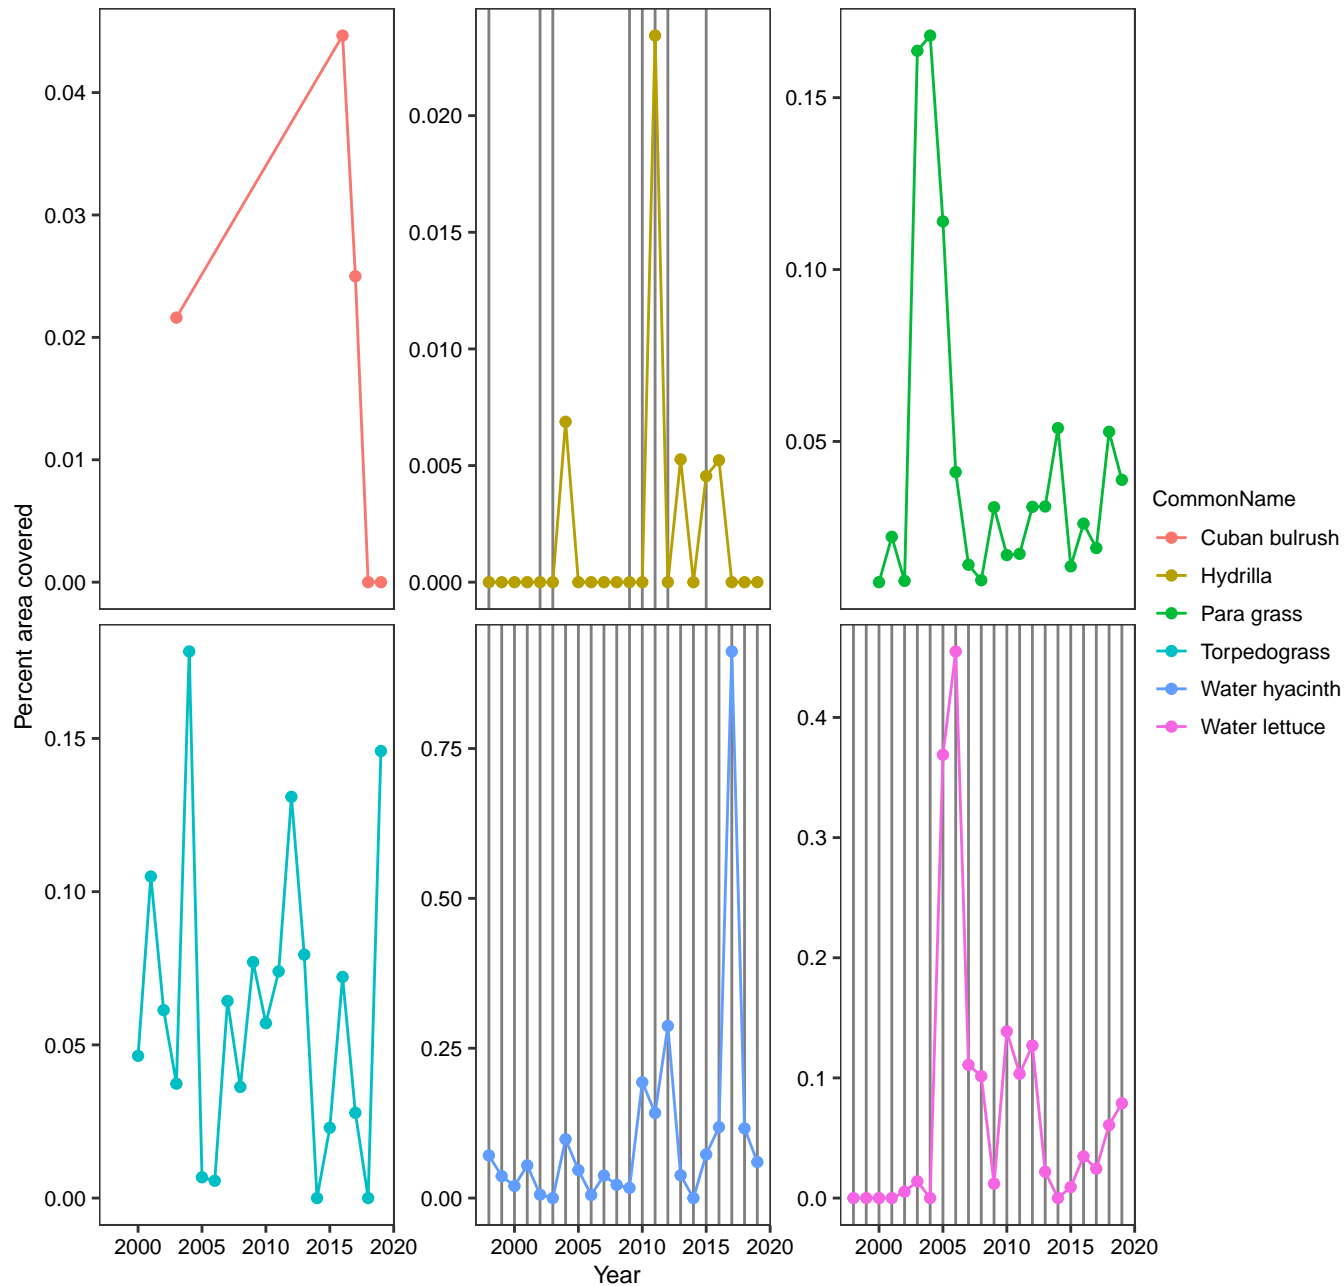 0.04
0.03
0.02
0.01
0.00
0.020
0.015
0.010
0.005
0.000
0.15
0.10
0.05
Percent area covered
0.15
0.10
0.05
0.00
0.75
0.50
0.25
0.00
0.4
0.3
0.2
0.1
0.0
2000 2005 2010 2015 2020
2000 2005 2010 2015 2020
2000 2005 2010 2015 2020
Year
CommonName
Cuban bulrush
Hydrilla
Para grass
Torpedograss
Water hyacinth
Water lettuce